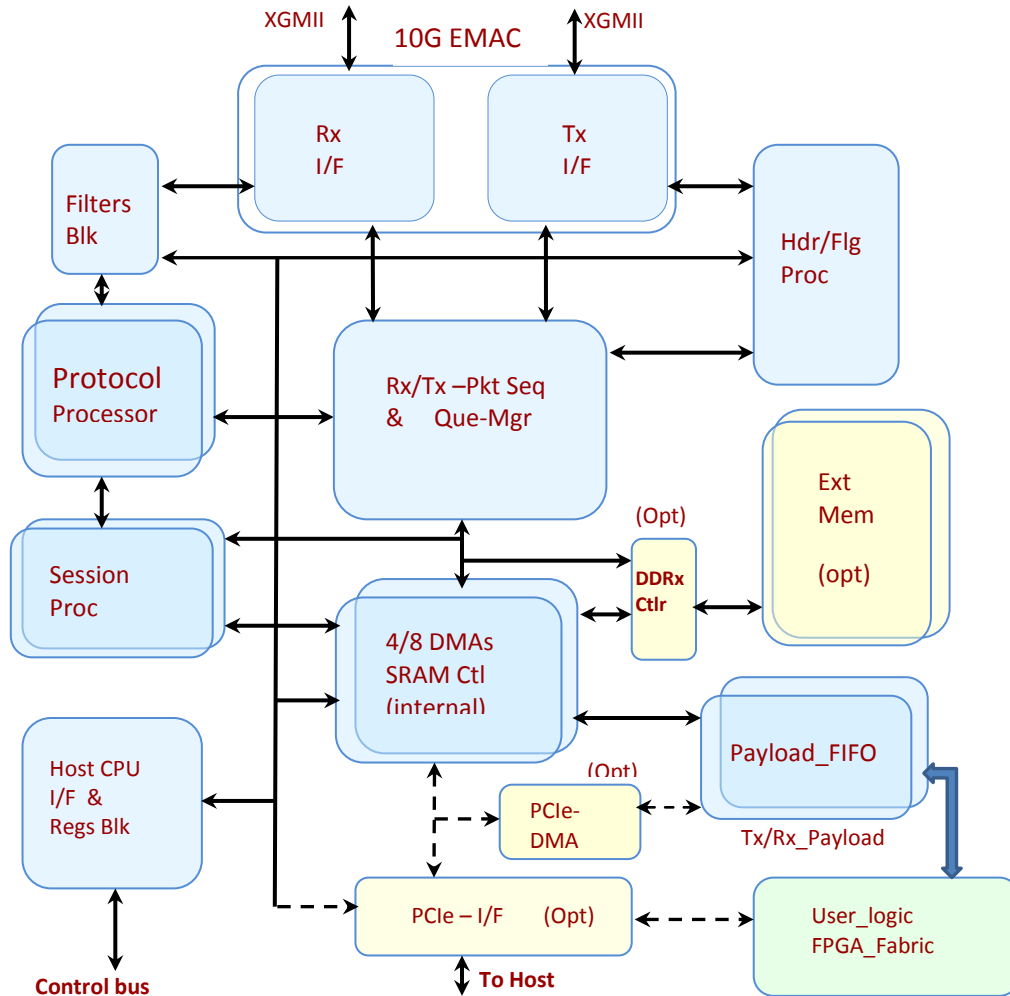 XGMII
XGMII
10G EMAC
Rx
I/F
Tx
I/F
Filters
Blk
Hdr/Flg
Proc
Protocol
Processor
Rx/Tx –Pkt Seq
& Que-Mgr
Ext
Mem
(opt)
(Opt)
DDRx
Ctlr
Session
Proc
4/8 DMAs
SRAM Ctl
(internal)
Payload_FIFO
Host CPU
I/F &
Regs Blk
(Opt)
PCIe-
DMA
Tx/Rx_Payload
PCIe – I/F (Opt)
User_logic
FPGA_Fabric
Control bus
To Host